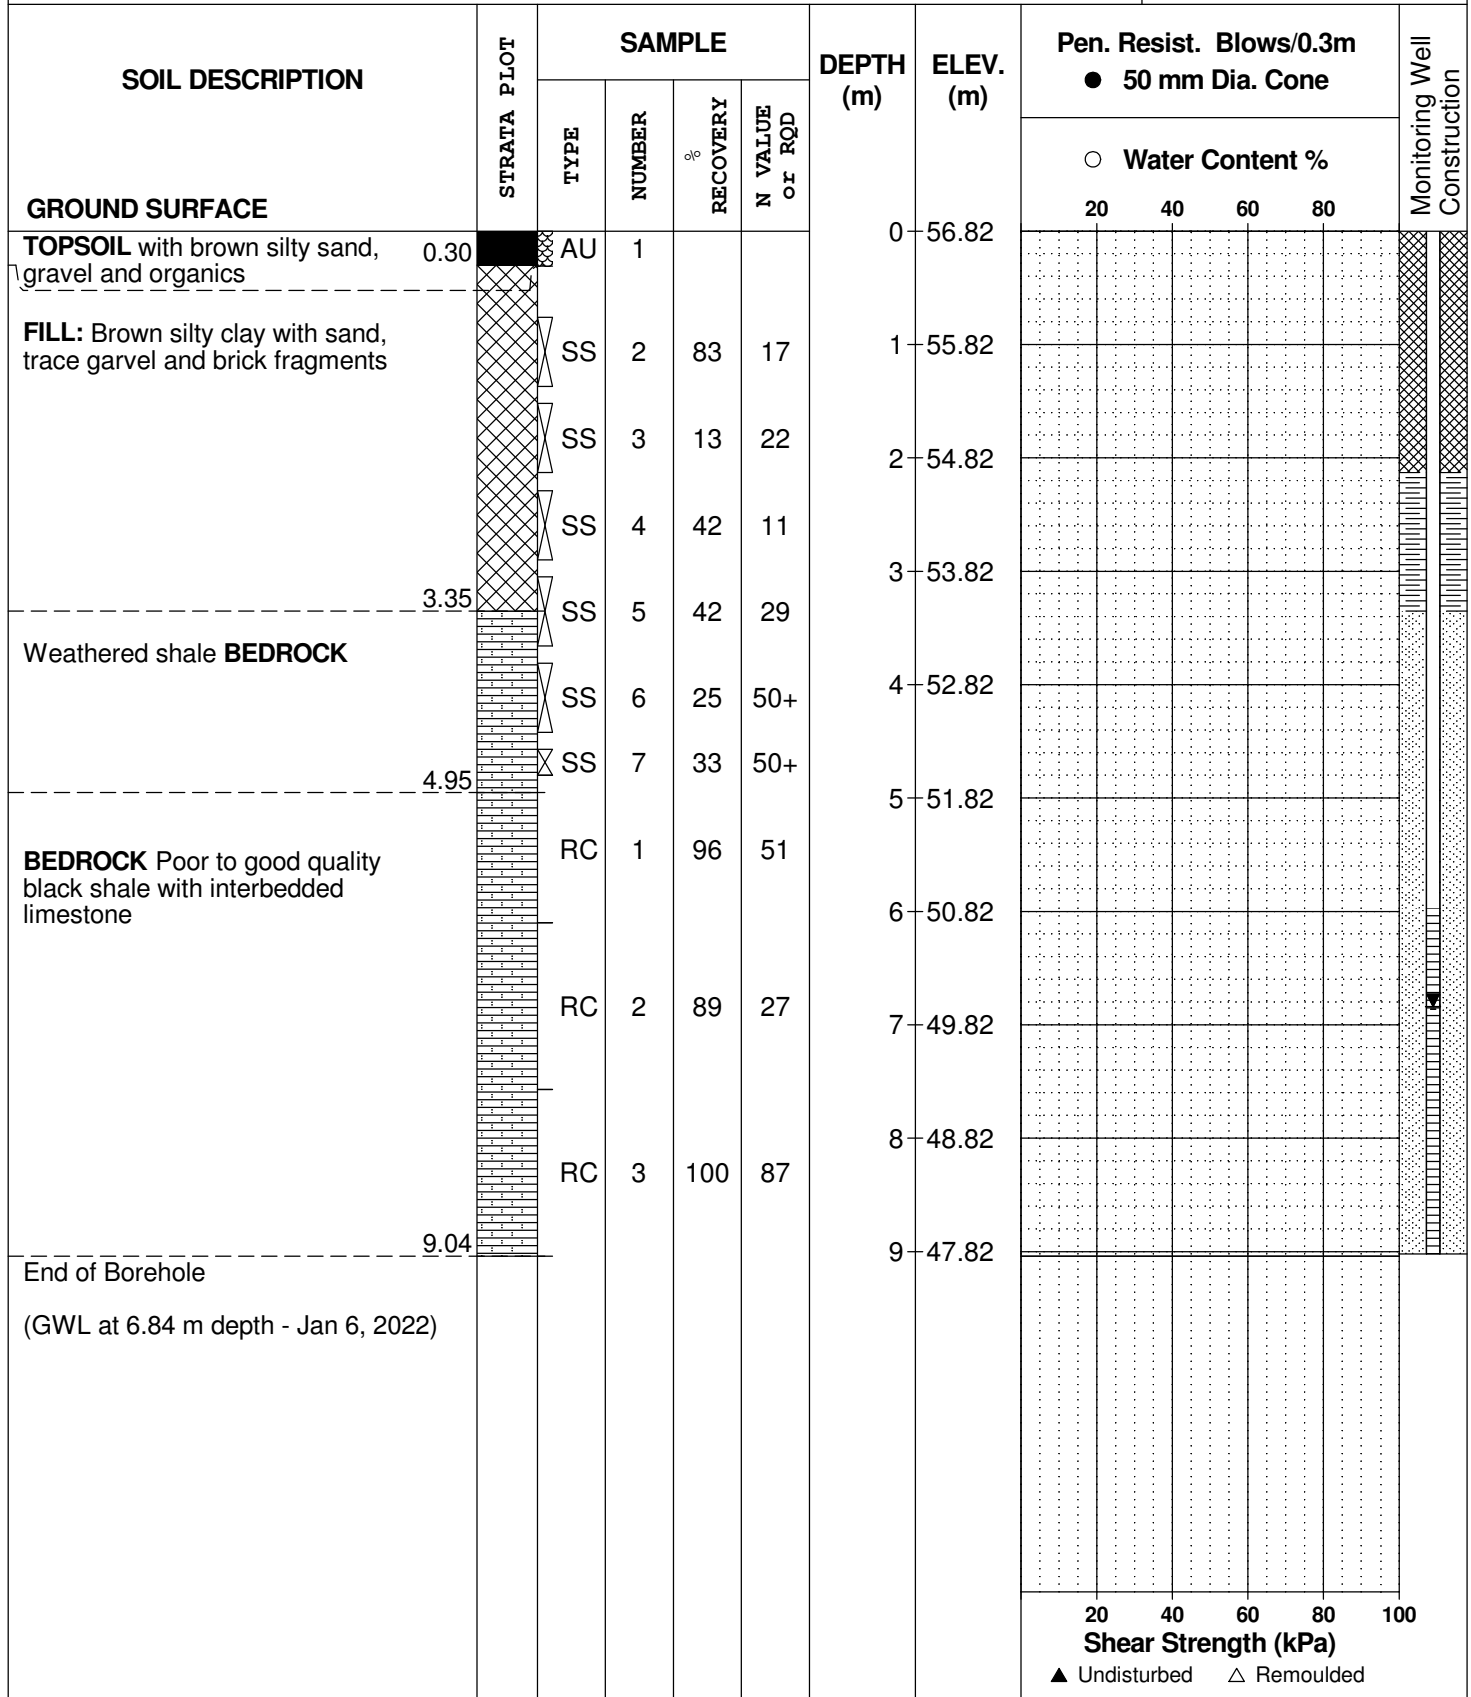 SOIL DESCRIPTION
GROUND SURFACE
STRATA PLOT
SAMPLE
TYPE
NUMBER
% RECOVERY
N VALUE or RQD
DEPTH (m)
ELEV. (m)
Pen. Resist. Blows/0.3m
● 50 mm Dia. Cone
○ Water Content %
20 40 60 80
Monitoring Well Construction
0 56.82
TOPSOIL with brown silty sand, 0.30 AU 1
gravel and organics
FILL: Brown silty clay with sand,
trace garvel and brick fragments
SS 2 83 17
1 55.82
SS 3 13 22
2 54.82
SS 4 42 11
3 53.82
3.35
SS 5 42 29
Weathered shale BEDROCK
4 52.82
SS 6 25 50+
SS 7 33 50+
4.95
5 51.82
RC 1 96 51
BEDROCK Poor to good quality
black shale with interbedded
limestone
6 50.82
RC 2 89 27
7 49.82
8 48.82
RC 3 100 87
9.04
9 47.82
End of Borehole
(GWL at 6.84 m depth - Jan 6, 2022)
20 40 60 80 100
Shear Strength (kPa)
▲ Undisturbed △ Remoulded